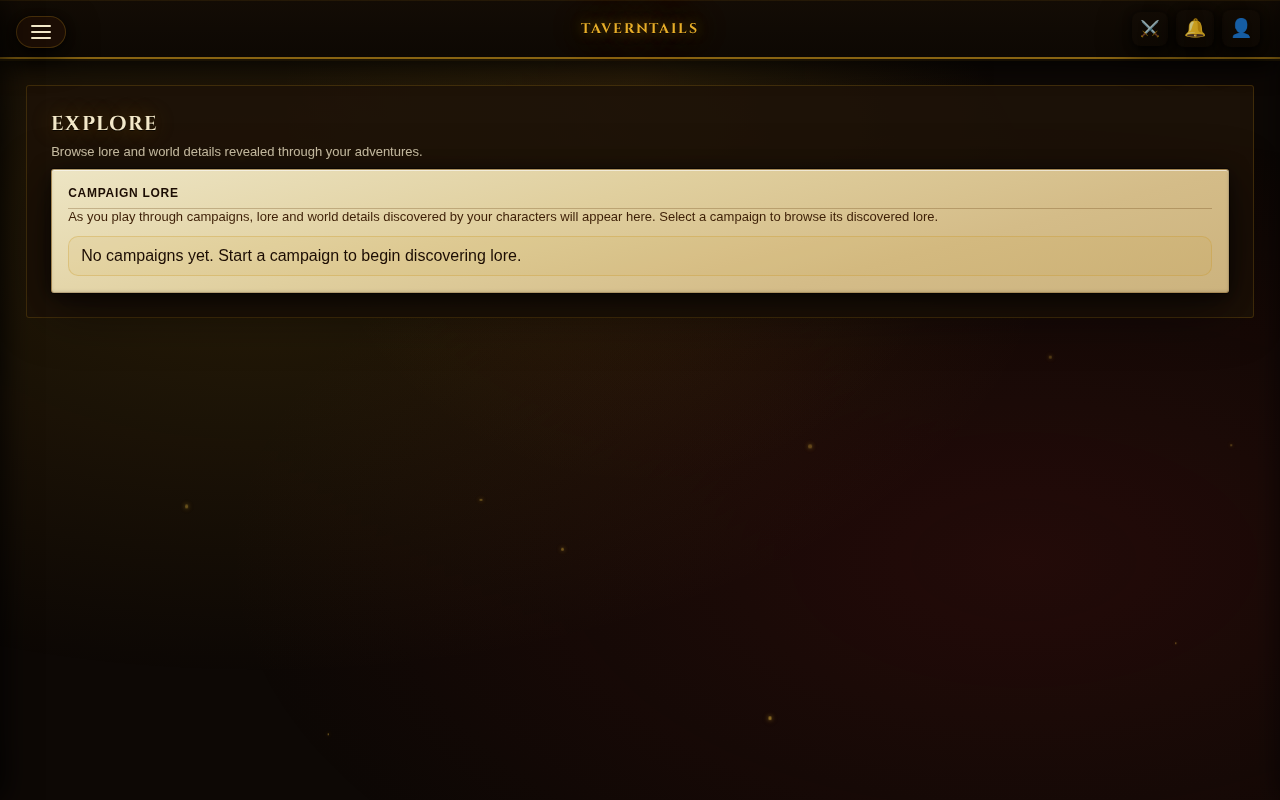 TAVERNTAILS
EXPLORE
Browse lore and world details revealed through your adventures.
CAMPAIGN LORE
As you play through campaigns, lore and world details discovered by your characters will appear here. Select a campaign to browse its discovered lore.
No campaigns yet. Start a campaign to begin discovering lore.